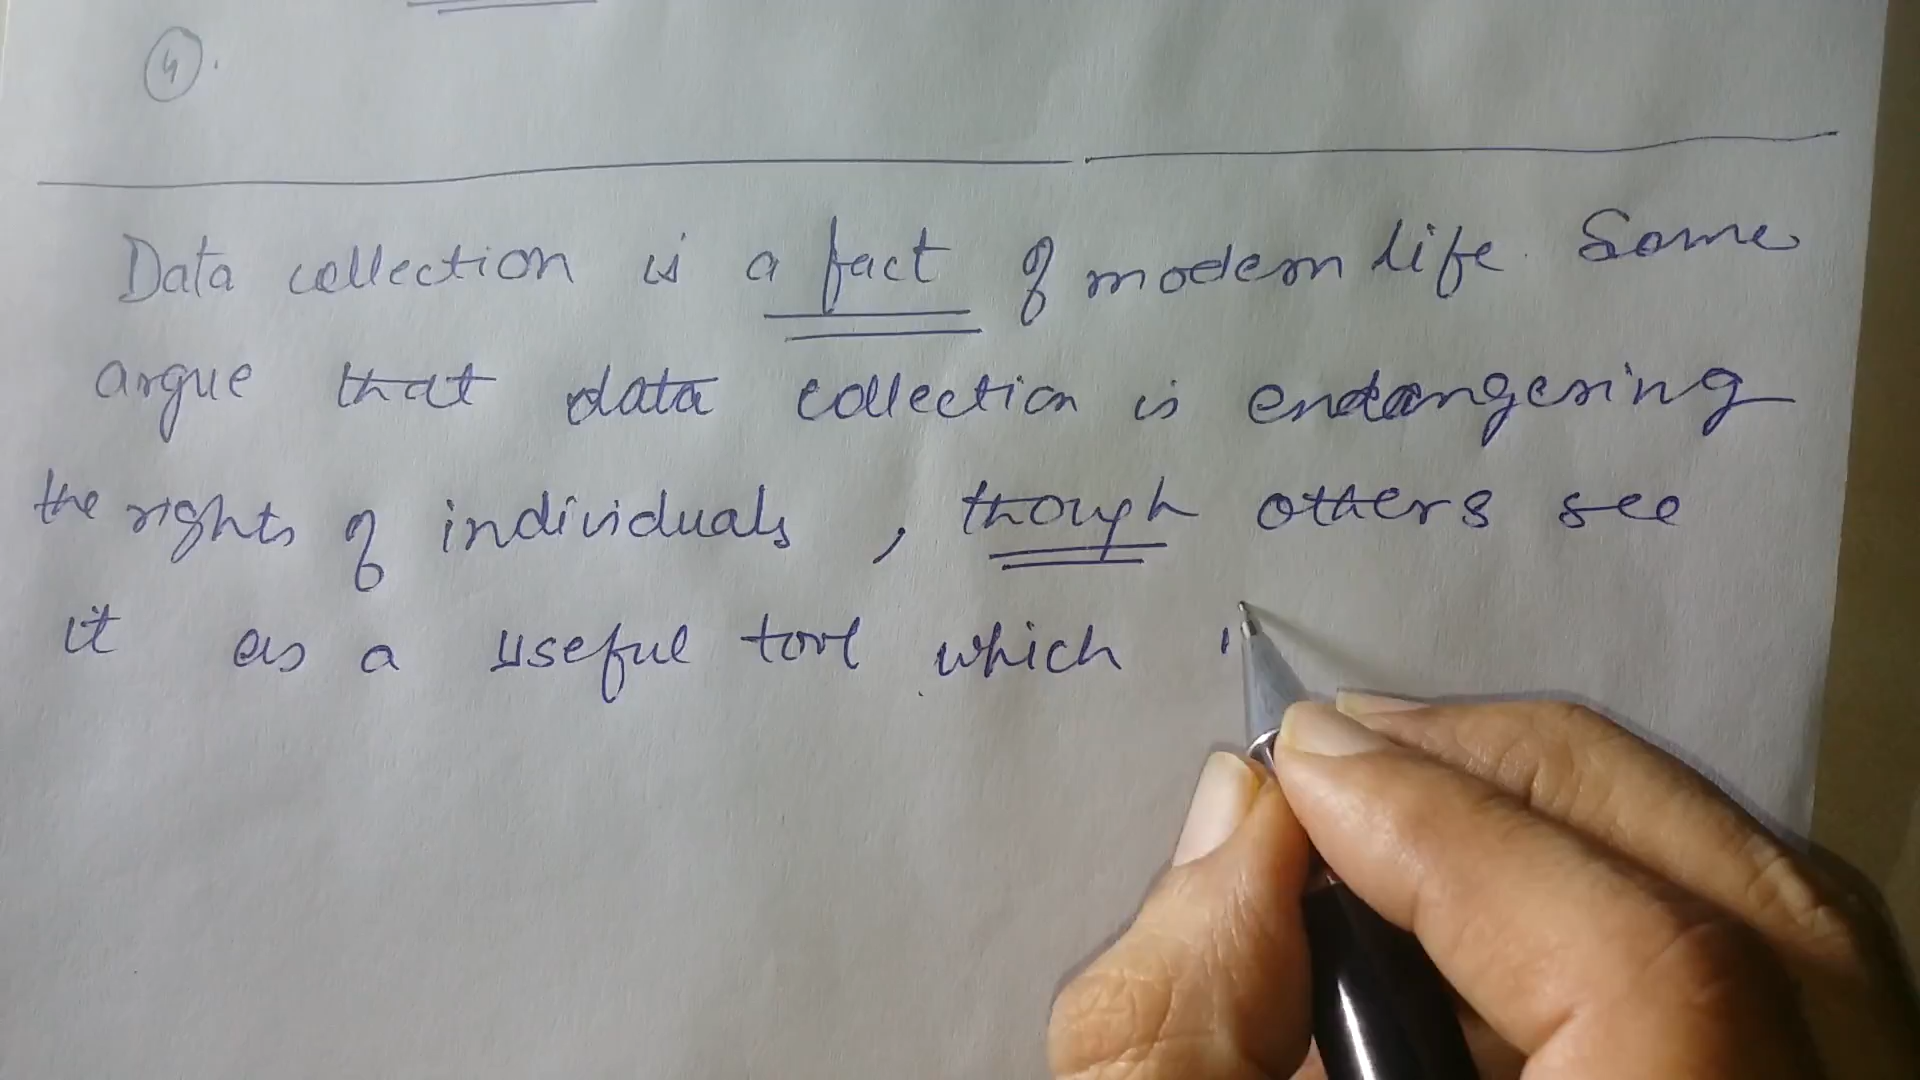 4.
Data collection is a fact of modern life. Some
argue that data collection is endangering
the rights of individuals, though others see
it as a useful tool which